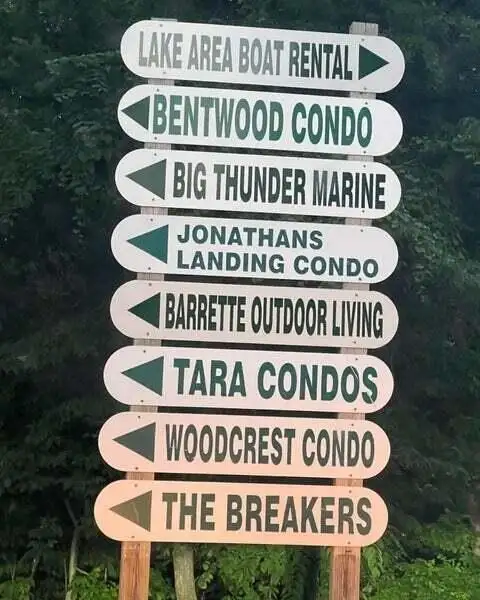 LAKE AREA BOAT RENTAL
BENTWOOD CONDO
BIG THUNDER MARINE
JONATHANS
LANDING CONDO
BARRETTE OUTDOOR LIVING
TARA CONDOS
WOODCREST CONDO
THE BREAKERS